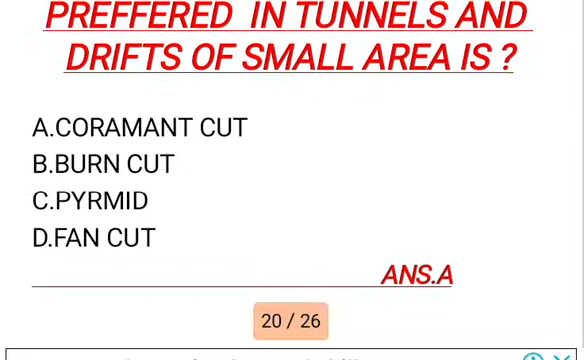 PREFFERED IN TUNNELS AND
DRIFTS OF SMALL AREA IS ?
A.CORAMANT CUT
B.BURN CUT
C.PYRMID
D.FAN CUT
ANS.A
20 / 26